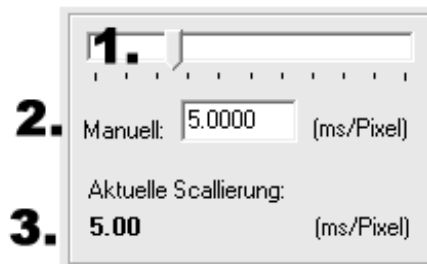 1.
2. Manuell: 5.0000 (ms/Pixel)
Aktuelle Scallierung:
3. 5.00 (ms/Pixel)